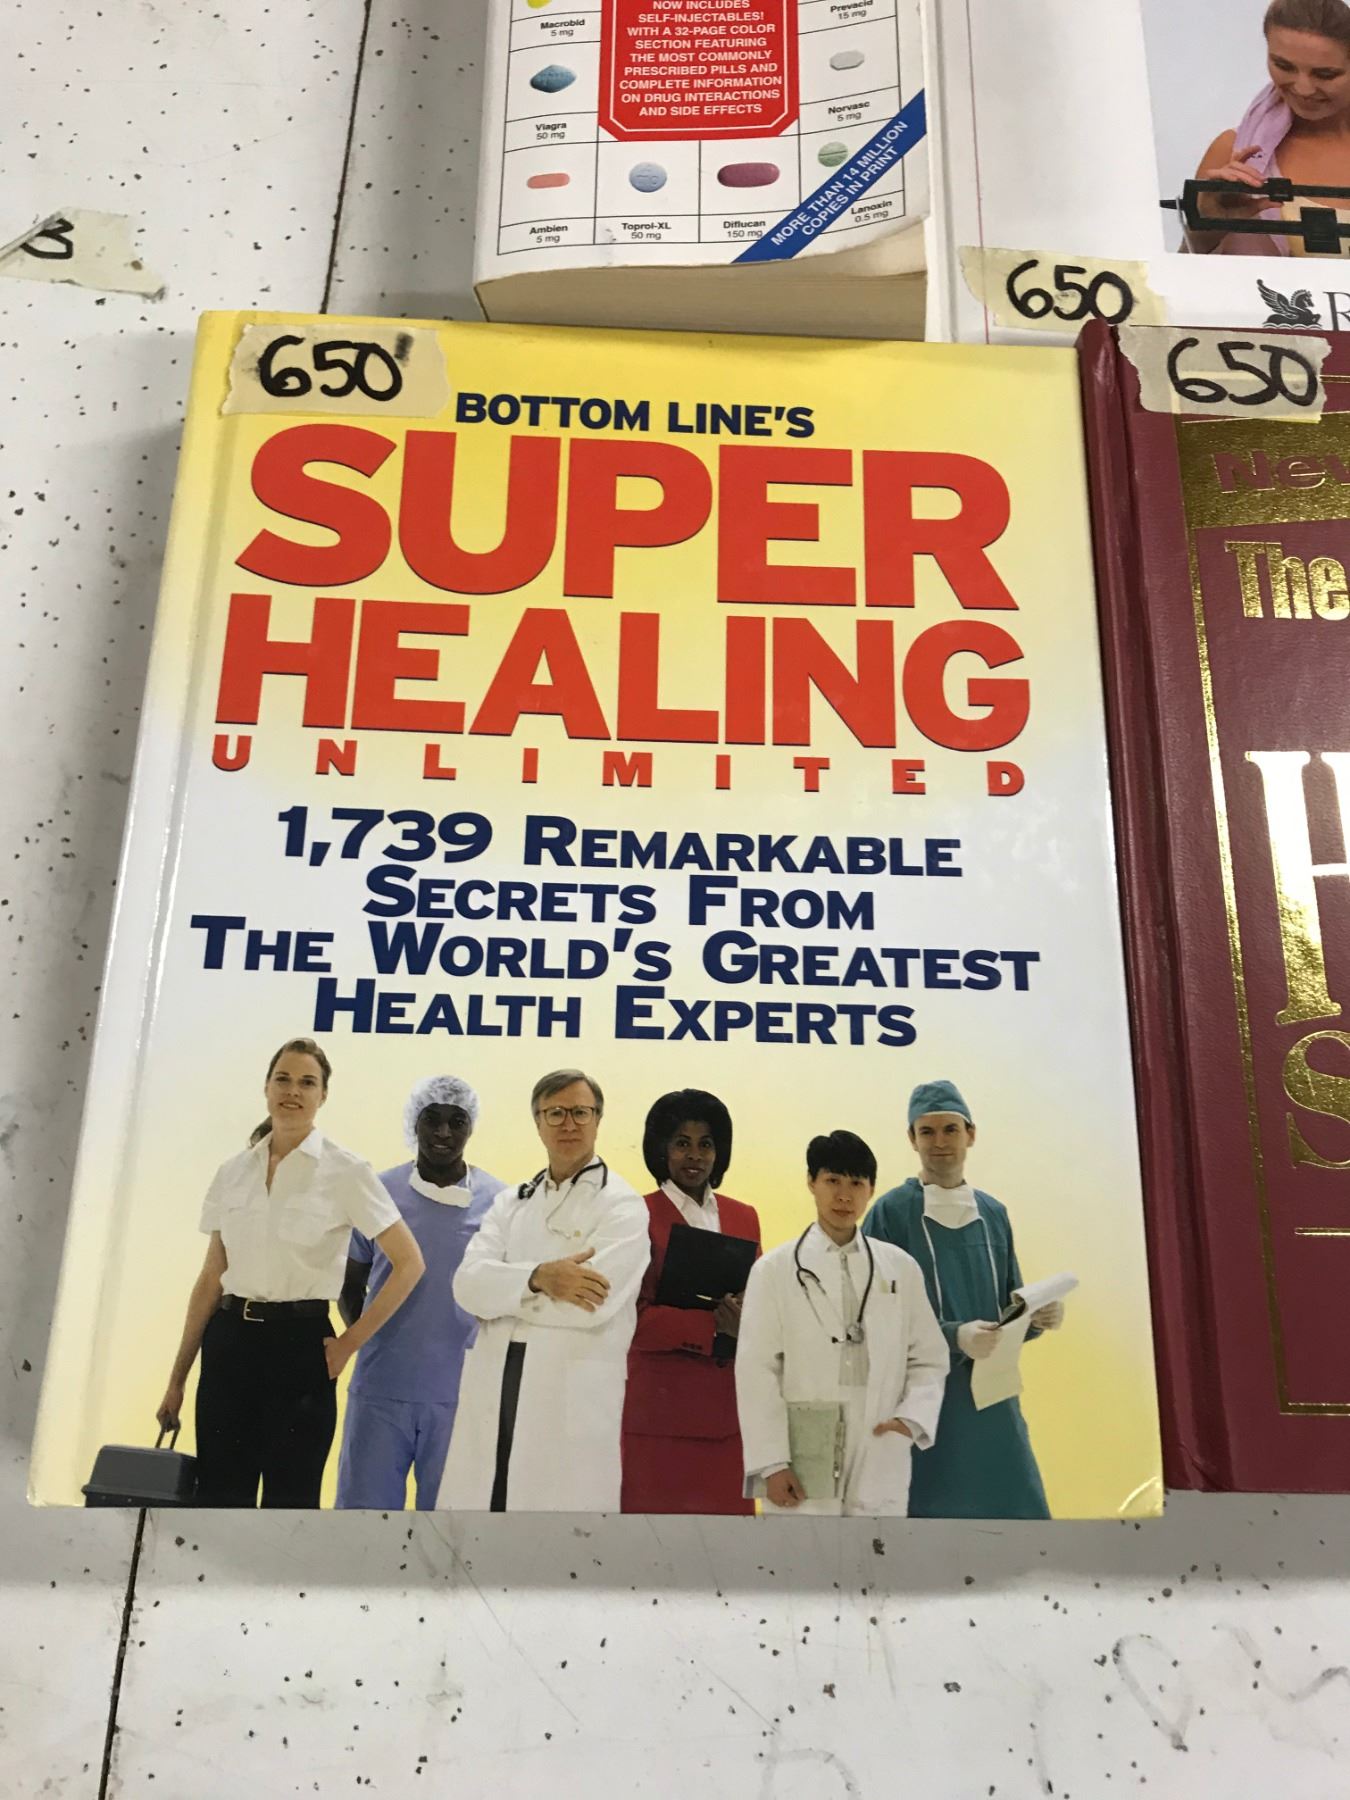 Macrobid
5 mg
NOW INCLUDES
SELF-INJECTABLES!
WITH A 32-PAGE COLOR
SECTION FEATURING
THE MOST COMMONLY
PRESCRIBED PILLS AND
COMPLETE INFORMATION
ON DRUG INTERACTIONS
AND SIDE EFFECTS
Prevacid
15 mg
Viagra
50 mg
Norvasc
5 mg
Ambien
5 mg
Toprol-XL
50 mg
Diflucan
150 mg
Lanoxin
0.5 mg
MORE THAN 14 MILLION
COPIES IN PRINT
650
R
650
New
The
H
S
650
BOTTOM LINE'S
SUPER
HEALING
UNLIMITED
1,739 REMARKABLE
SECRETS FROM
THE WORLD'S GREATEST
HEALTH EXPERTS